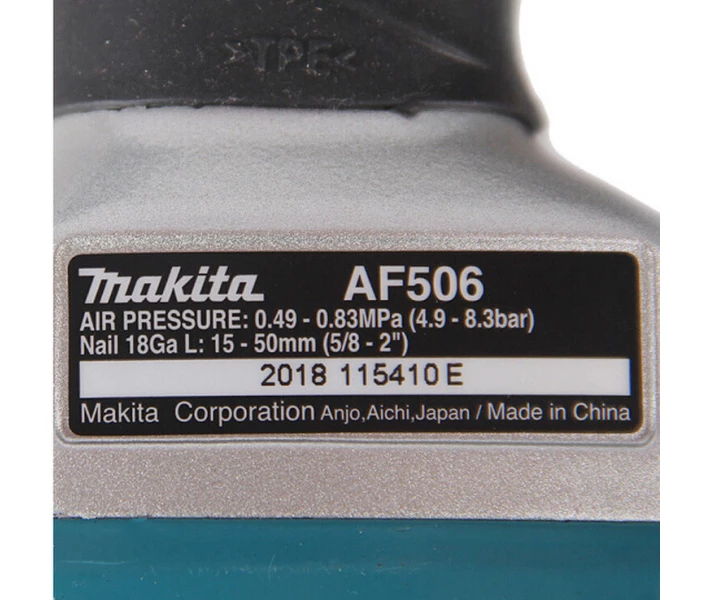 >TPE<
makita AF506
AIR PRESSURE: 0.49 - 0.83MPa (4.9 - 8.3bar)
Nail 18Ga L: 15 - 50mm (5/8 - 2")
2018 115410 E
Makita Corporation Anjo,Aichi,Japan / Made in China